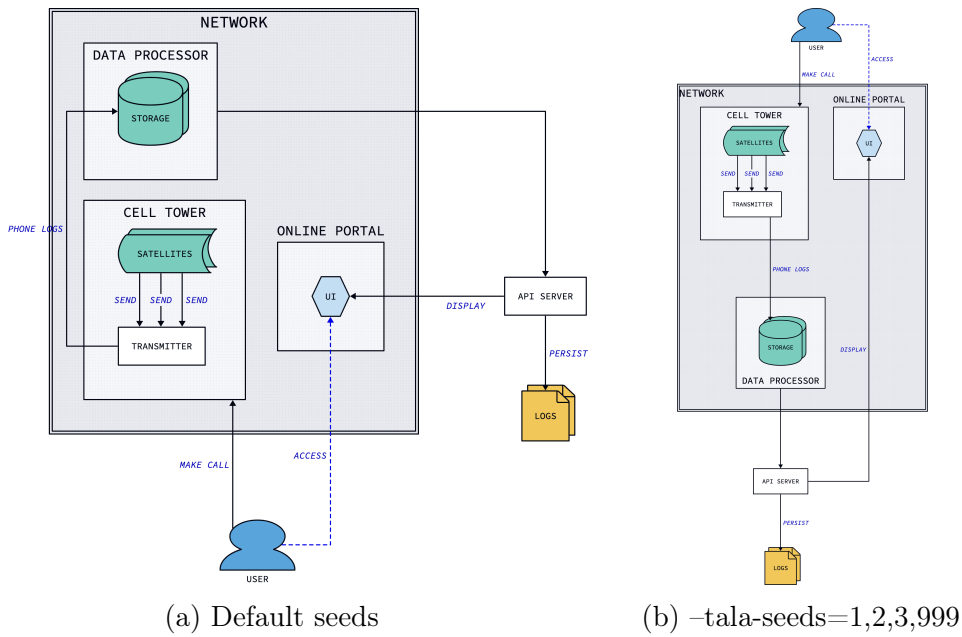 NETWORK
DATA PROCESSOR
STORAGE
PHONE LOGS
CELL TOWER
SATELLITES
SEND SEND SEND
TRANSMITTER
ONLINE PORTAL
UI
DISPLAY
API SERVER
PERSIST
LOGS
MAKE CALL
ACCESS
USER
(a) Default seeds
USER
ACCESS
MAKE CALL
NETWORK
ONLINE PORTAL
CELL TOWER
SATELLITES
UI
SEND SEND SEND
TRANSMITTER
PHONE LOGS
STORAGE
DISPLAY
DATA PROCESSOR
API SERVER
PERSIST
LOGS
(b) –tala-seeds=1,2,3,999